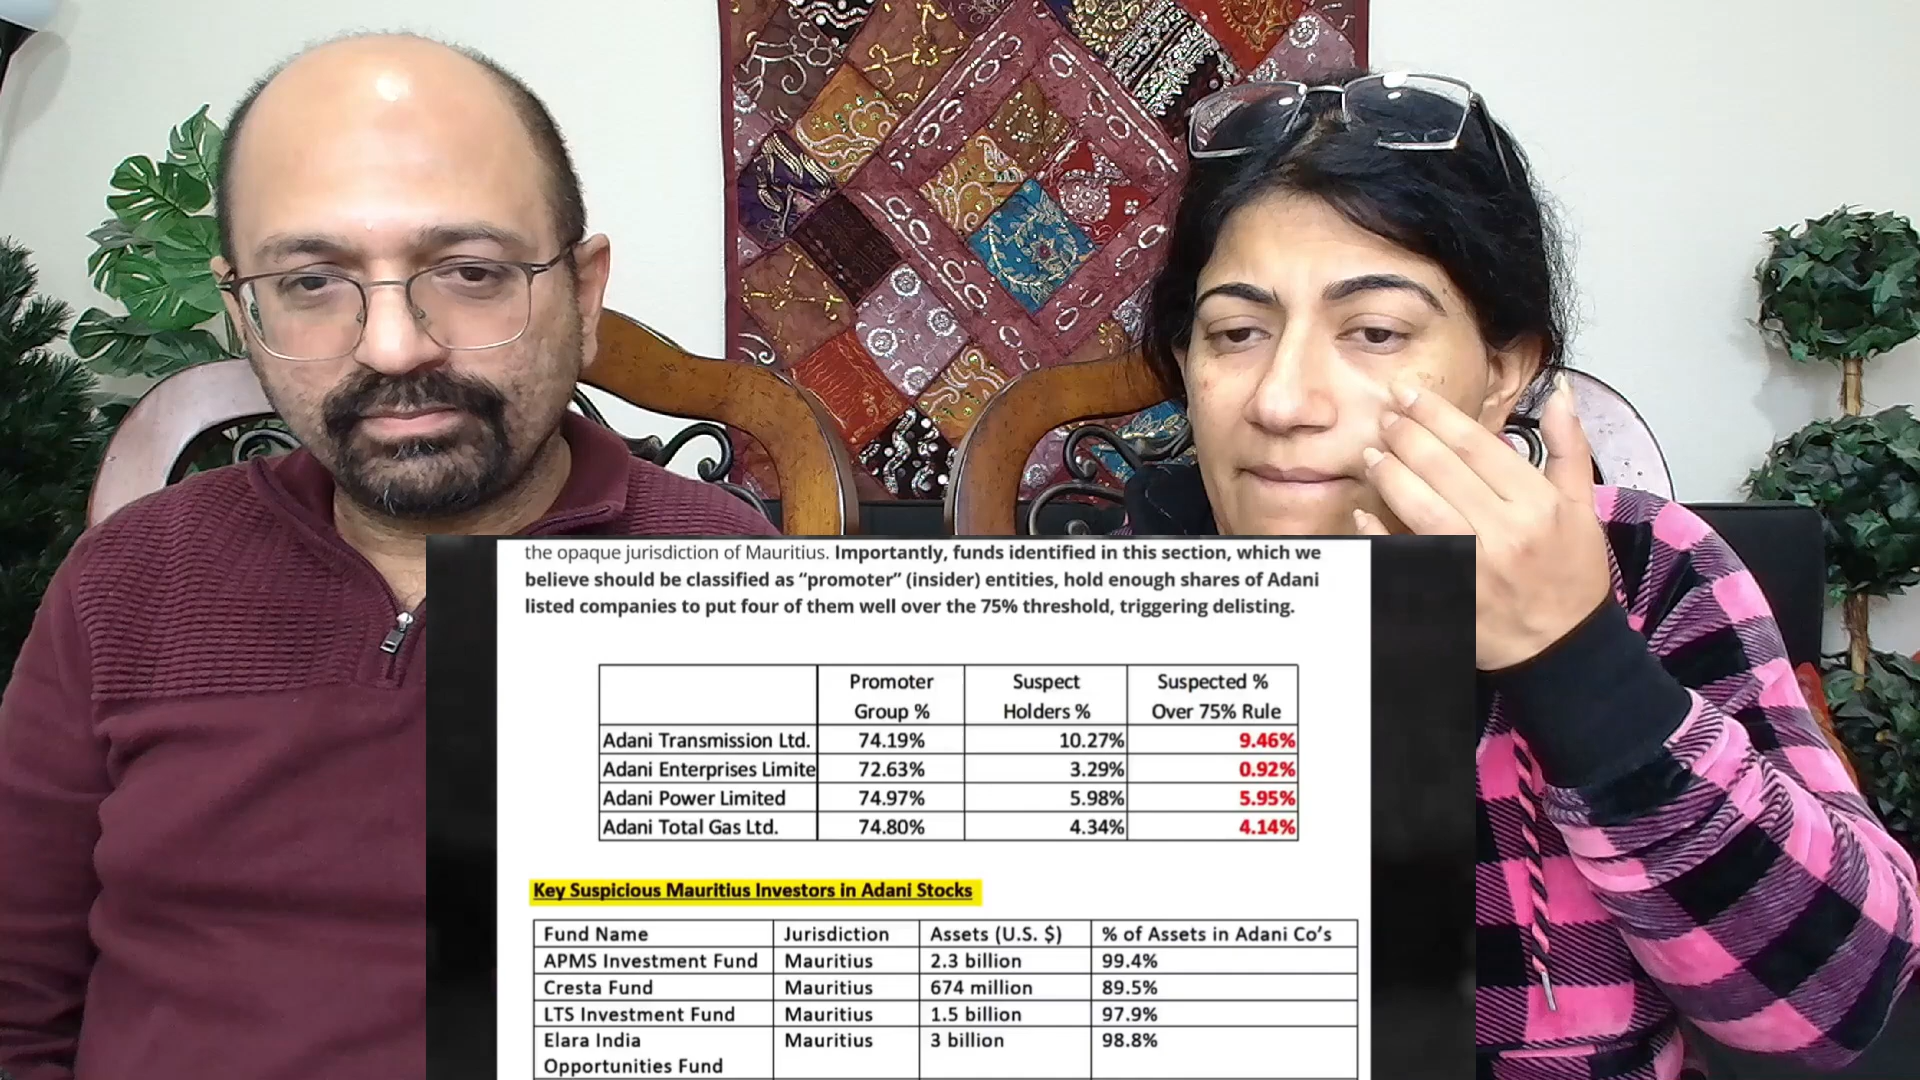 the opaque jurisdiction of Mauritius. Importantly, funds identified in this section, which we
believe should be classified as “promoter” (insider) entities, hold enough shares of Adani
listed companies to put four of them well over the 75% threshold, triggering delisting.
Promoter Group % Suspect Holders % Suspected % Over 75% Rule
Adani Transmission Ltd. 74.19% 10.27% 9.46%
Adani Enterprises Limite 72.63% 3.29% 0.92%
Adani Power Limited 74.97% 5.98% 5.95%
Adani Total Gas Ltd. 74.80% 4.34% 4.14%
Key Suspicious Mauritius Investors in Adani Stocks
Fund Name Jurisdiction Assets (U.S. $) % of Assets in Adani Co’s
APMS Investment Fund Mauritius 2.3 billion 99.4%
Cresta Fund Mauritius 674 million 89.5%
LTS Investment Fund Mauritius 1.5 billion 97.9%
Elara India Mauritius 3 billion 98.8%
Opportunities Fund